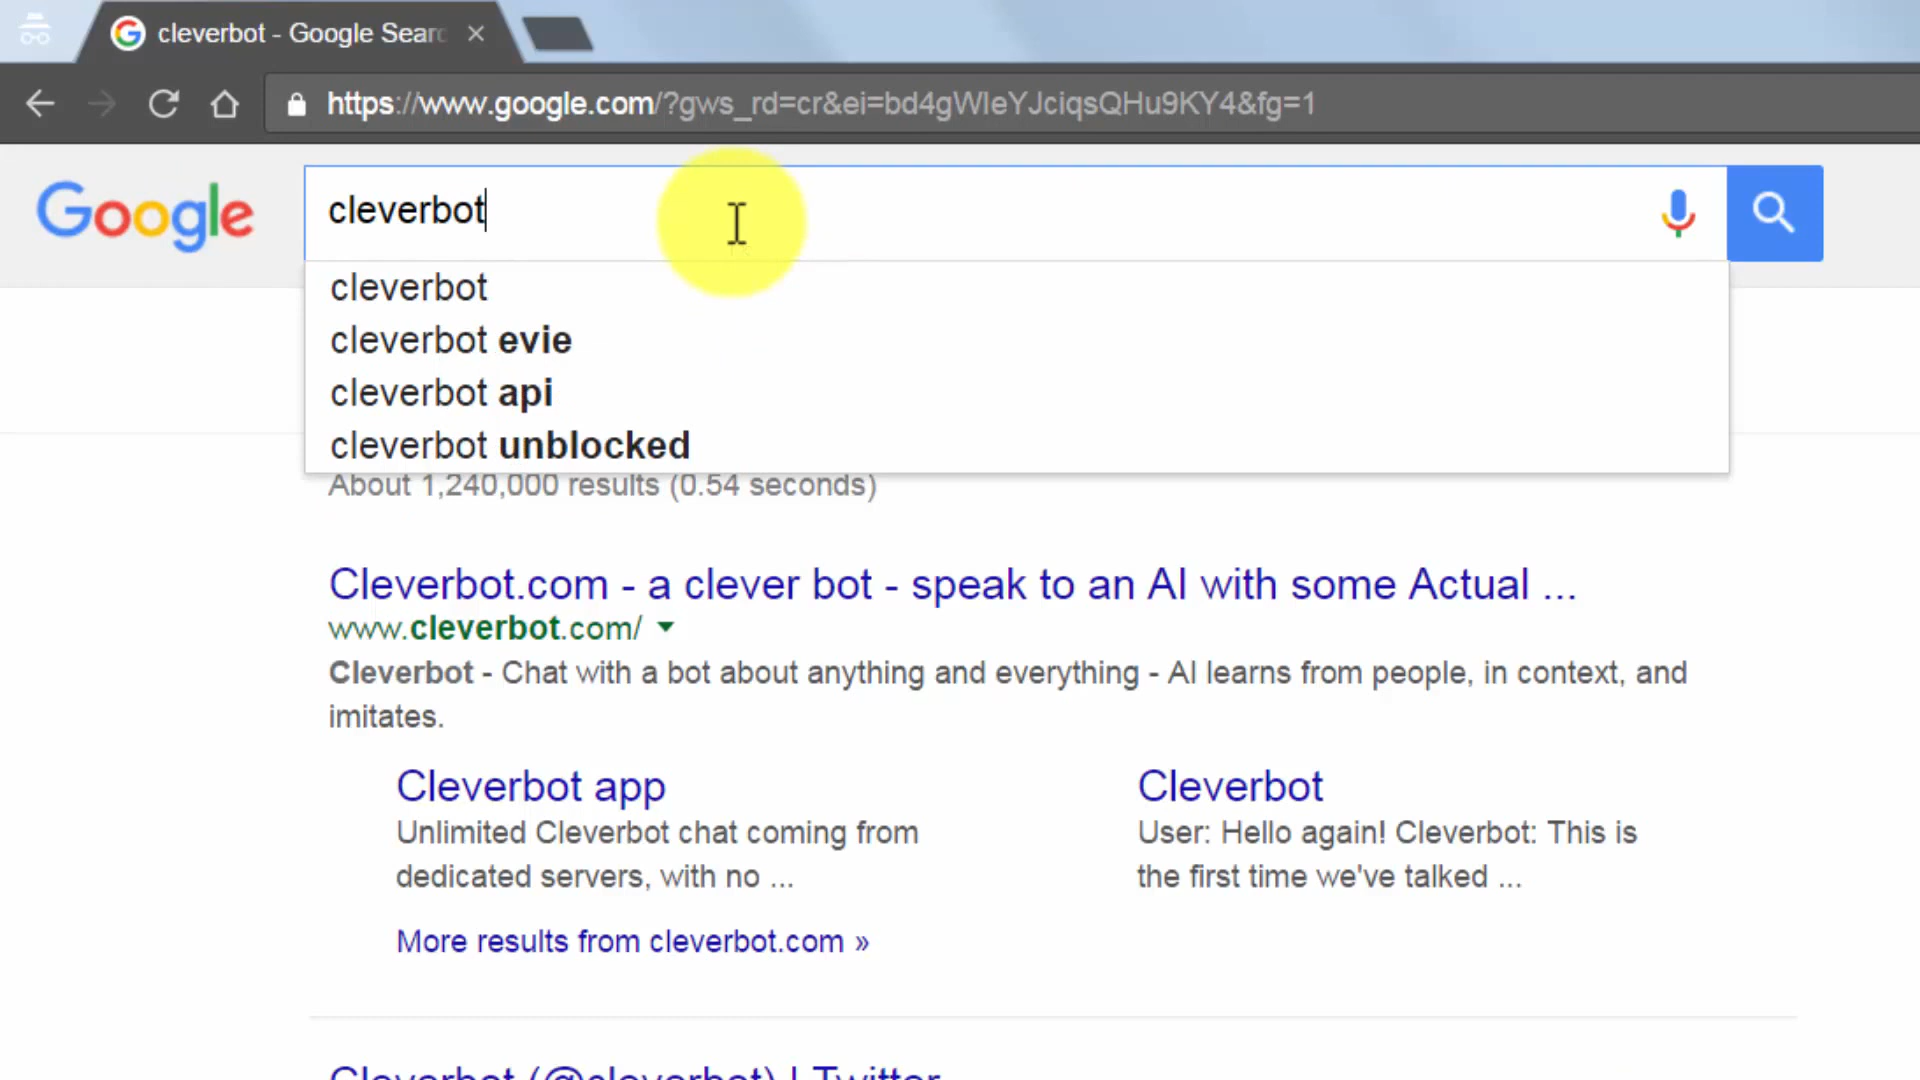 cleverbot - Google Searc
https://www.google.com/?gws_rd=cr&ei=bd4gWIeYJciqsQHu9KY4&fg=1
Google
cleverbot
cleverbot
cleverbot evie
cleverbot api
cleverbot unblocked
About 1,240,000 results (0.54 seconds)
Cleverbot.com - a clever bot - speak to an AI with some Actual ...
www.cleverbot.com/
Cleverbot - Chat with a bot about anything and everything - AI learns from people, in context, and
imitates.
Cleverbot app
Unlimited Cleverbot chat coming from
dedicated servers, with no ...
Cleverbot
User: Hello again! Cleverbot: This is
the first time we've talked ...
More results from cleverbot.com »
Cleverbot (@cleverbot) | Twitter